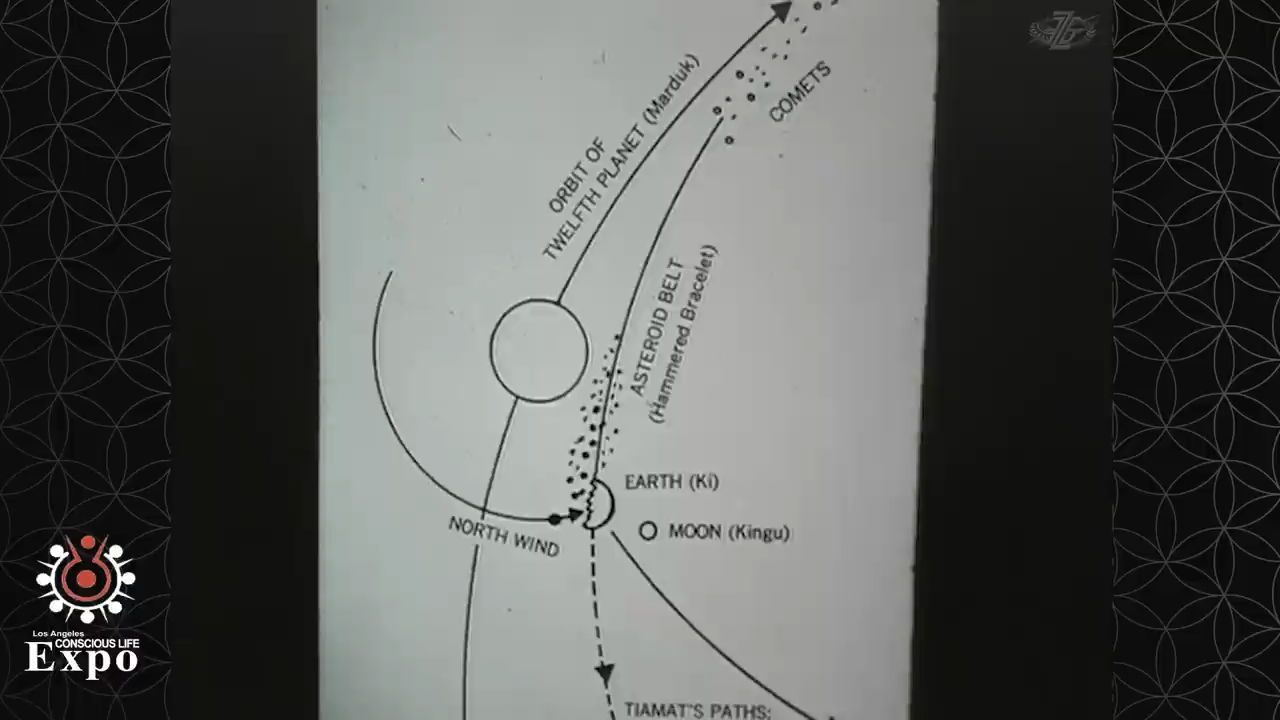 COMETS
ORBIT OF
TWELFTH PLANET (Marduk)
ASTEROID BELT
(Hammered Bracelet)
EARTH (Ki)
MOON (Kingu)
NORTH WIND
TIAMAT'S PATHS:
Los Angeles
CONSCIOUS LIFE
Expo